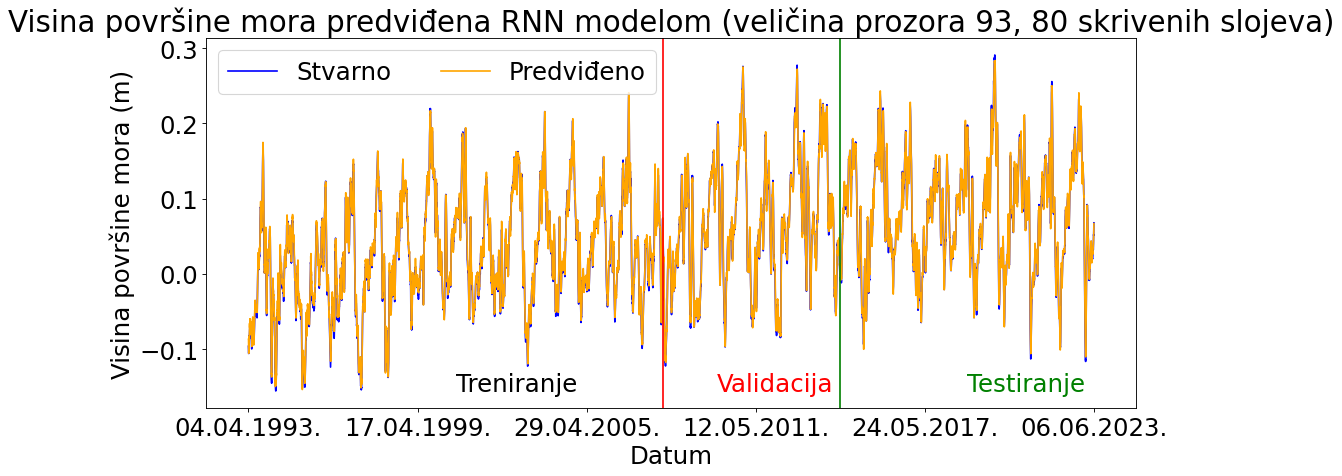 Visina površine mora predviđena RNN modelom (veličina prozora 93, 80 skrivenih slojeva)
Stvarno Predviđeno
Visina površine mora (m)
0.3
0.2
0.1
0.0
−0.1
Treniranje Validacija Testiranje
04.04.1993. 17.04.1999. 29.04.2005. 12.05.2011. 24.05.2017. 06.06.2023.
Datum